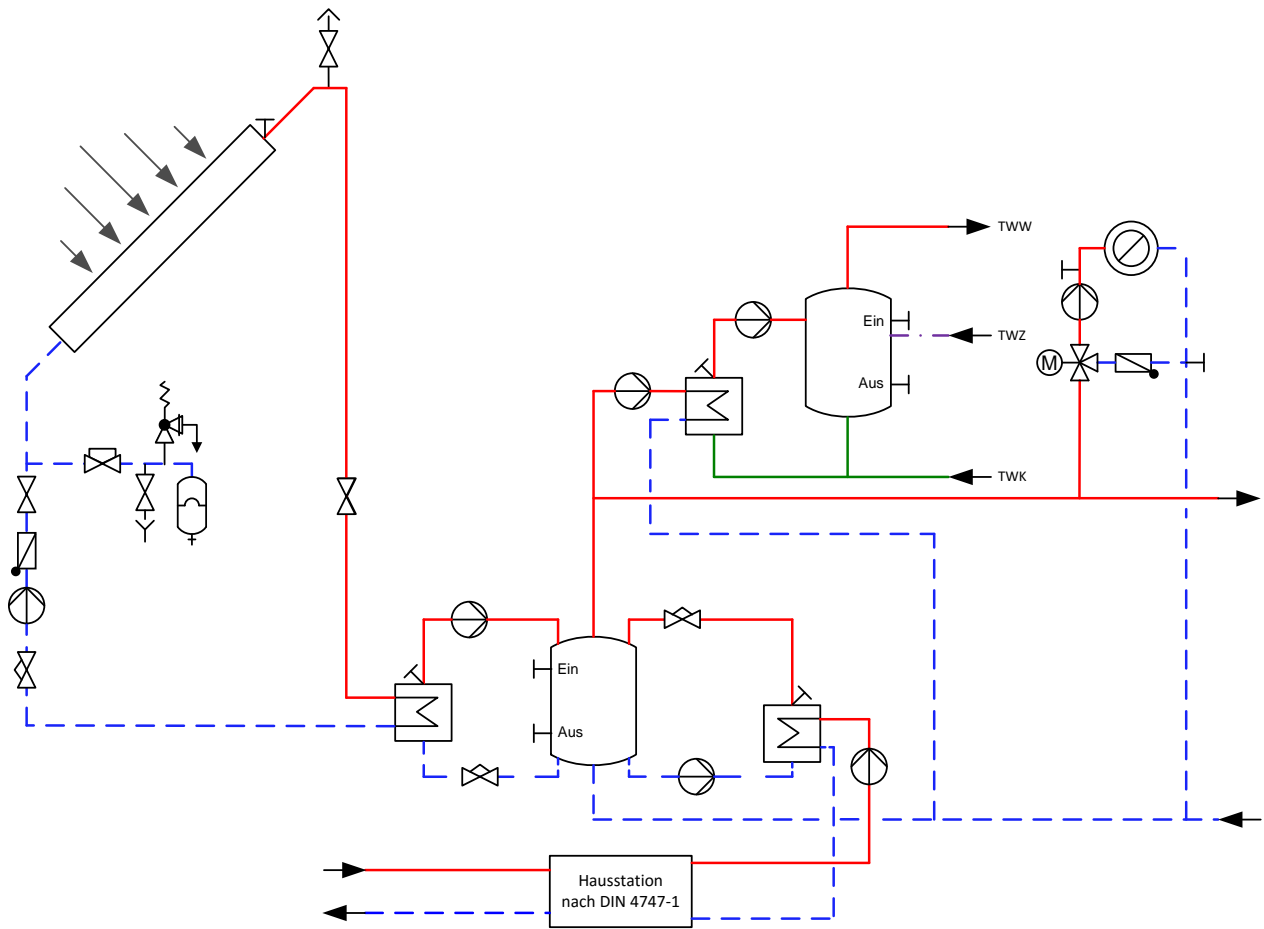 TWW
Ein
TWZ
M
Aus
TWK
Ein
Aus
Hausstation
nach DIN 4747-1